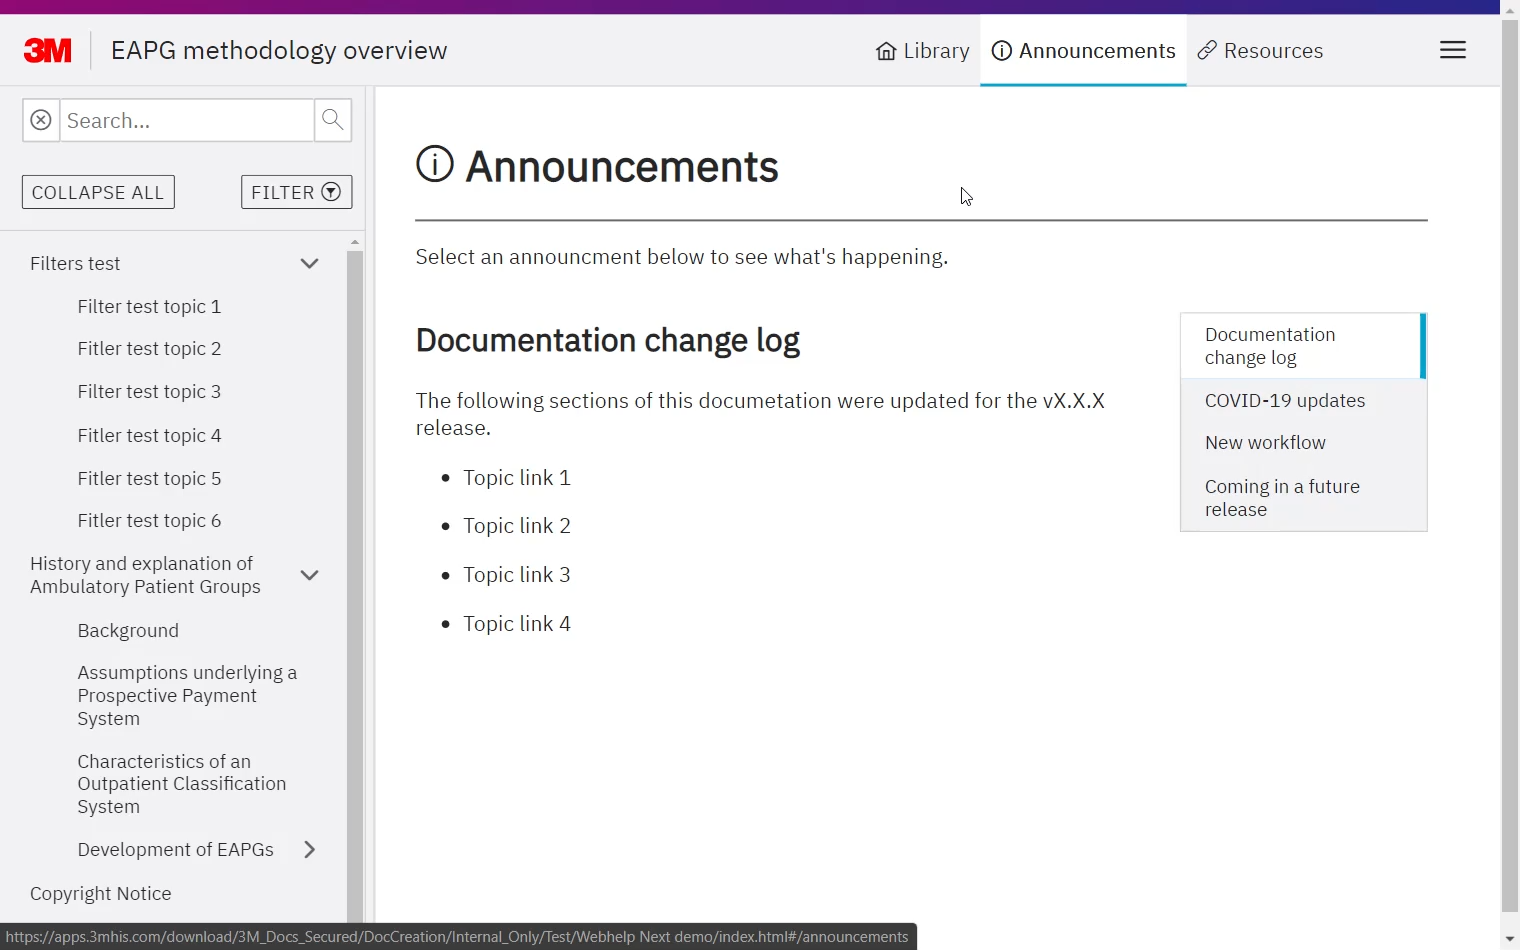 3M
EAPG methodology overview
Library
Announcements
Resources
Search...
COLLAPSE ALL
FILTER
Filters test
Filter test topic 1
Fitler test topic 2
Filter test topic 3
Fitler test topic 4
Fitler test topic 5
Fitler test topic 6
History and explanation of
Ambulatory Patient Groups
Background
Assumptions underlying a
Prospective Payment
System
Characteristics of an
Outpatient Classification
System
Development of EAPGs
Copyright Notice
Announcements
Select an announcment below to see what's happening.
Documentation change log
The following sections of this documetation were updated for the vX.X.X
release.
Topic link 1
Topic link 2
Topic link 3
Topic link 4
Documentation
change log
COVID-19 updates
New workflow
Coming in a future
release
https://apps.3mhis.com/download/3M_Docs_Secured/DocCreation/Internal_Only/Test/Webhelp Next demo/index.html#/announcements